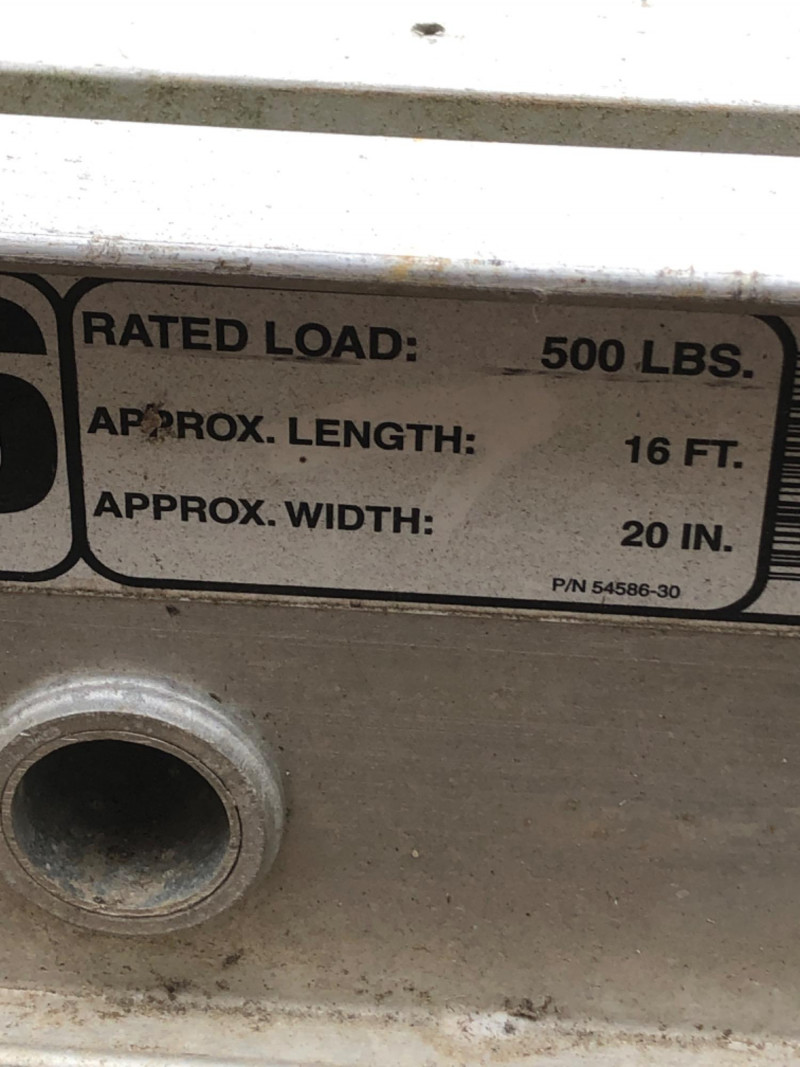 RATED LOAD: 500 LBS.
APPROX. LENGTH: 16 FT.
APPROX. WIDTH: 20 IN.
P/N 54586-30